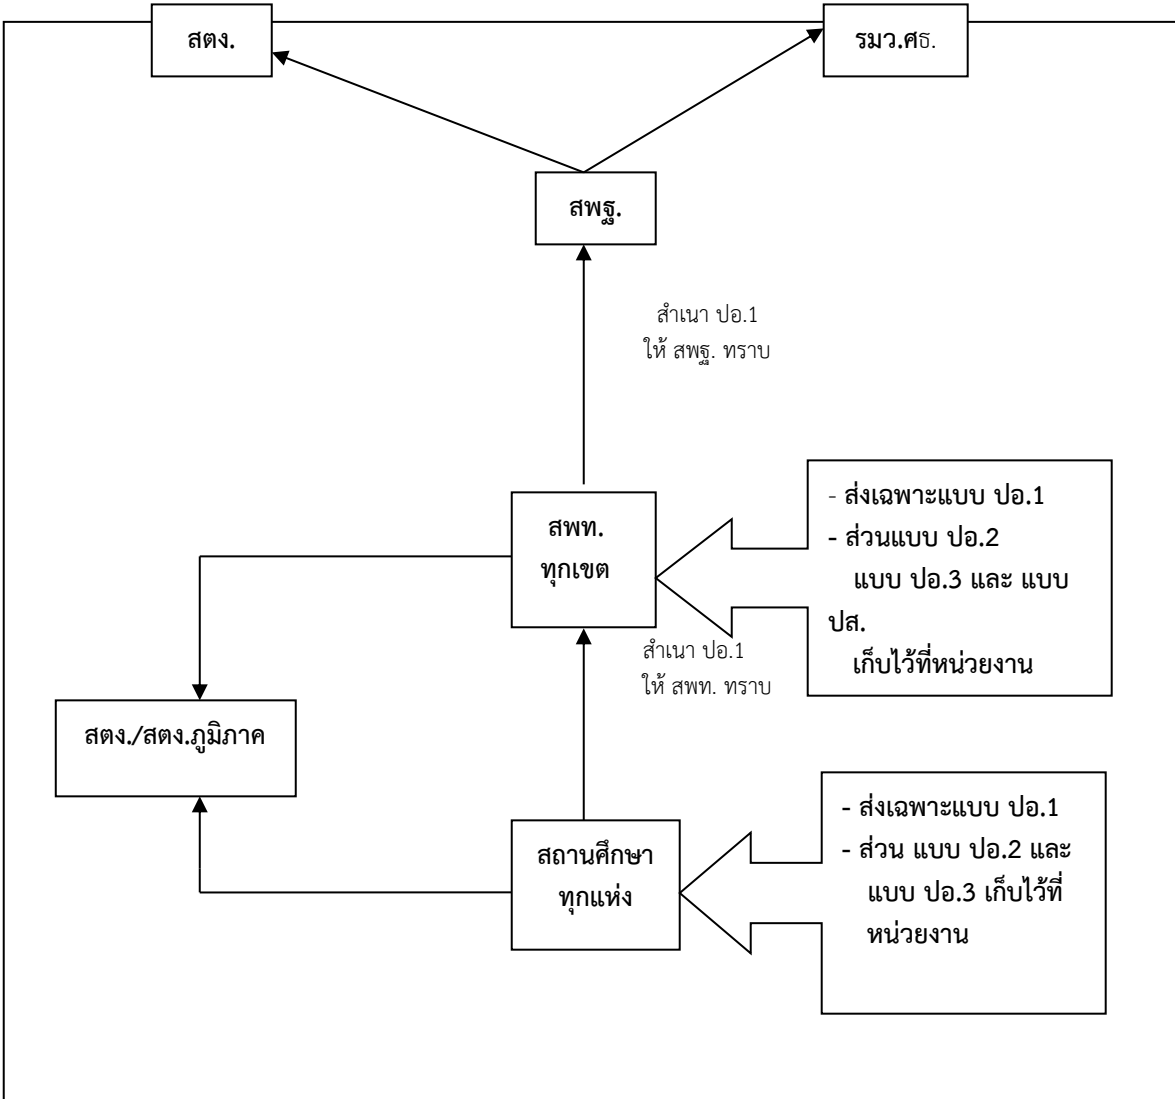 สตง.
รมว.ศธ.
สพฐ.
สำเนา ปอ.1
ให้ สพฐ. ทราบ
สพท.
ทุกเขต
- ส่งเฉพาะแบบ ปอ.1
- ส่วนแบบ ปอ.2
แบบ ปอ.3 และ แบบ
ปส.
เก็บไว้ที่หน่วยงาน
สำเนา ปอ.1
ให้ สพท. ทราบ
สตง./สตง.ภูมิภาค
สถานศึกษา
ทุกแห่ง
- ส่งเฉพาะแบบ ปอ.1
- ส่วน แบบ ปอ.2 และ
แบบ ปอ.3 เก็บไว้ที่
หน่วยงาน